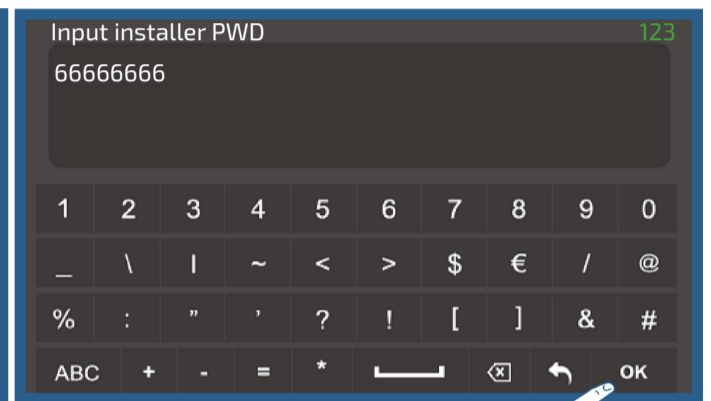 Input installer PWD 123
66666666
1 2 3 4 5 6 7 8 9 0
_ \ | ~ < > $ € / @
% : " ' ? ! [ ] & #
ABC + - = * OK